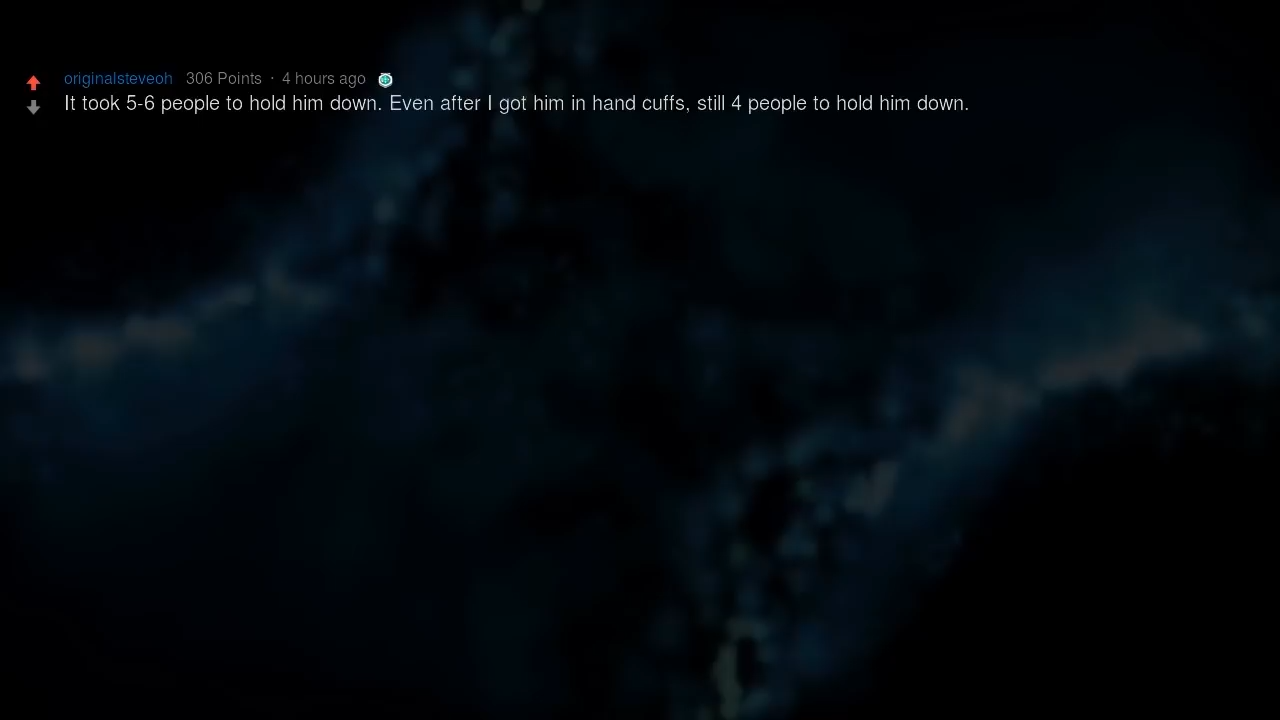 originalsteveoh 306 Points · 4 hours ago
It took 5-6 people to hold him down. Even after I got him in hand cuffs, still 4 people to hold him down.